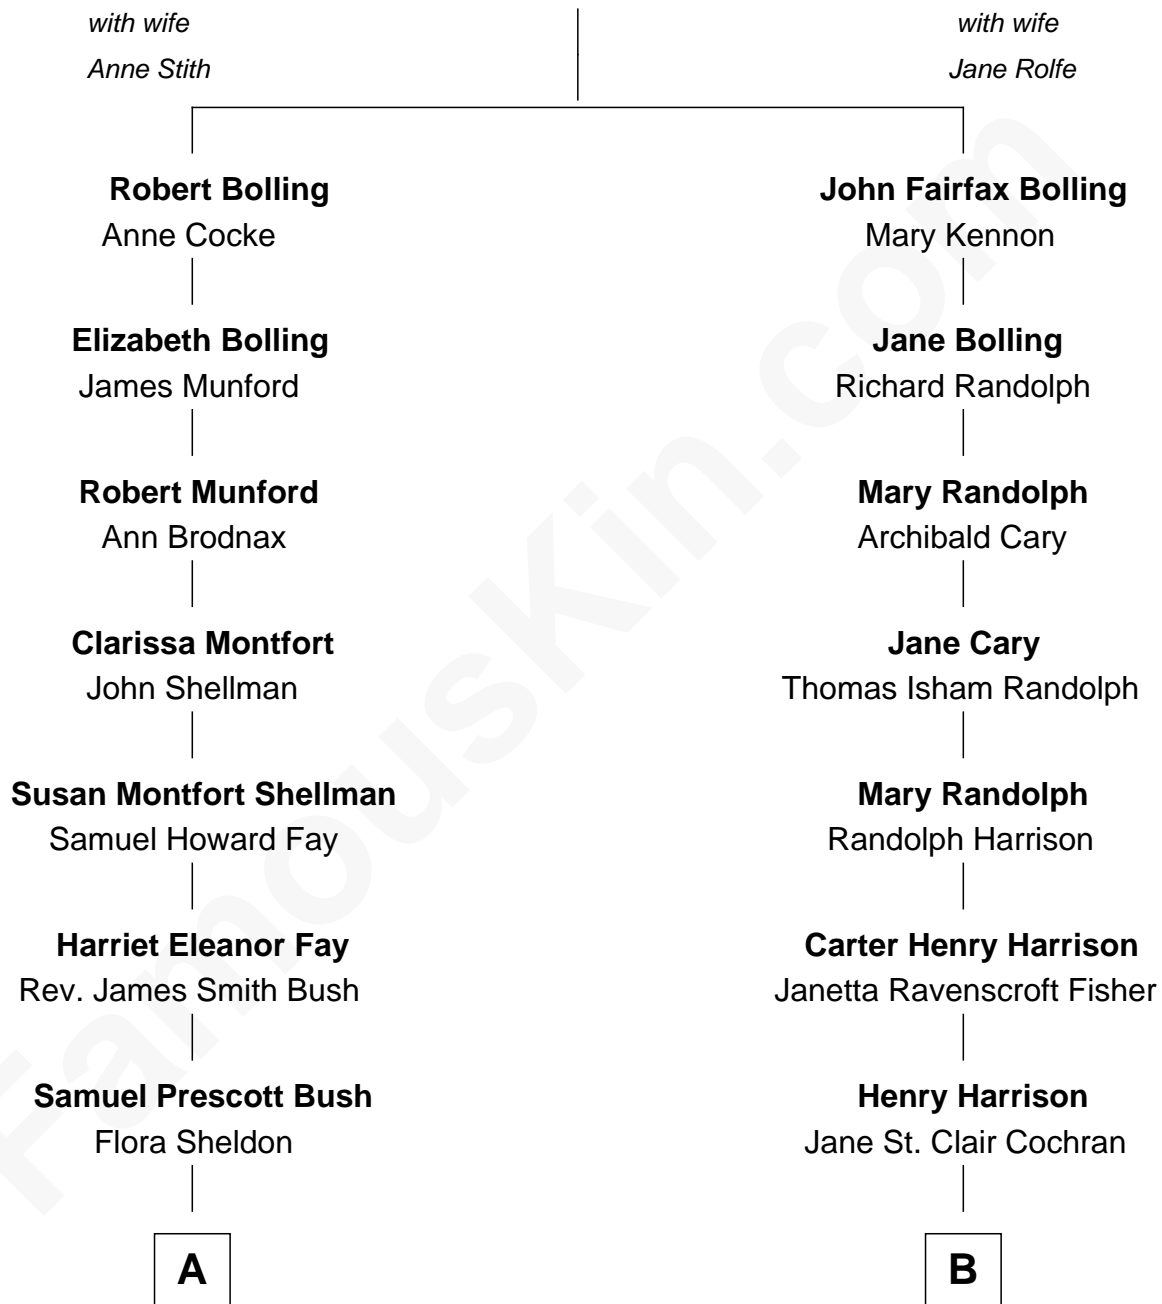 with wife
Anne Stith
with wife
Jane Rolfe
Robert Bolling
Anne Cocke
John Fairfax Bolling
Mary Kennon
Elizabeth Bolling
James Munford
Jane Bolling
Richard Randolph
Robert Munford
Ann Brodnax
Mary Randolph
Archibald Cary
Clarissa Montfort
John Shellman
Jane Cary
Thomas Isham Randolph
Susan Montfort Shellman
Samuel Howard Fay
Mary Randolph
Randolph Harrison
Harriet Eleanor Fay
Rev. James Smith Bush
Carter Henry Harrison
Janetta Ravenscroft Fisher
Samuel Prescott Bush
Flora Sheldon
Henry Harrison
Jane St. Clair Cochran
A
B
FamousKin.com